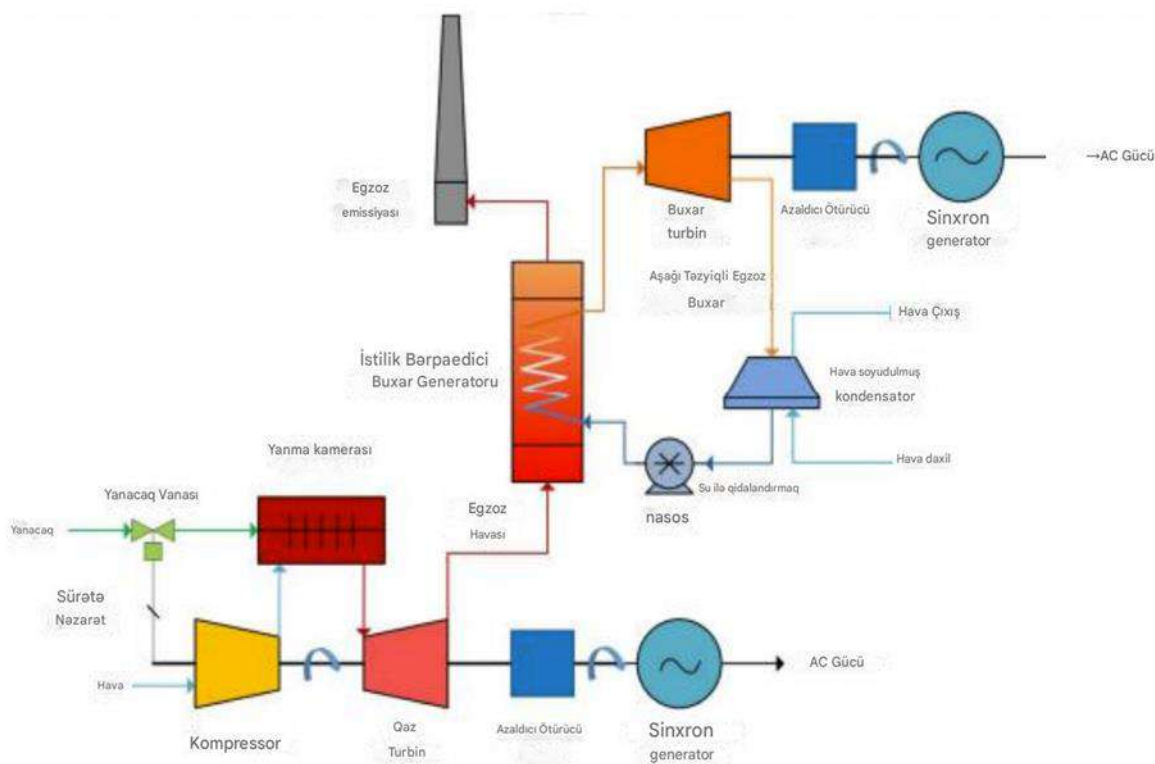 →AC Gücü
Buxar
turbin
Azaldıcı Ötürücü
Sinxron
generator
Egzoz
emissiyası
Aşağı Təzyiqli Egzoz
Buxar
Hava Çıxış
İstilik Bərpaedici
Buxar Generatoru
Hava soyudulmuş
kondensator
Hava daxil
Su ilə qidalandırmaq
nasos
Yanma kamerası
Yanacaq Vanası
Yanacaq
Egzoz
Havası
Sürətə
Nəzarət
Hava
Kompressor
Qaz
Turbin
Azaldıcı Ötürücü
Sinxron
generator
AC Gücü